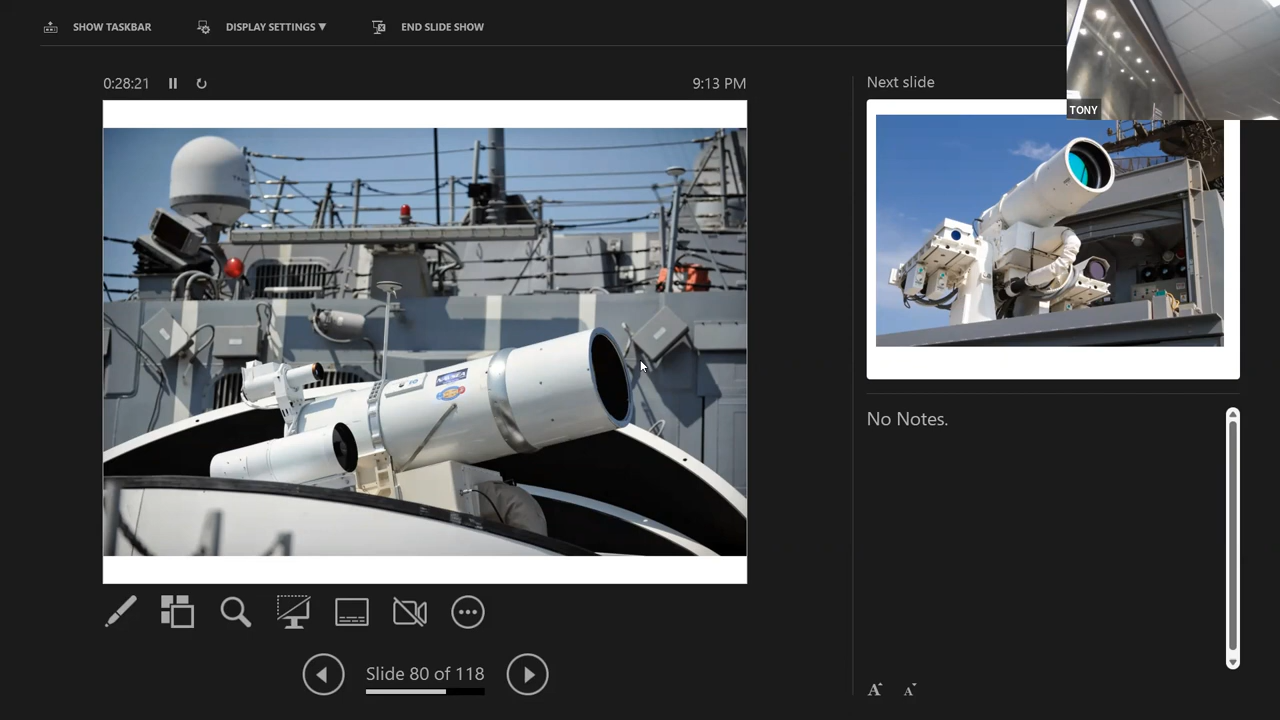 SHOW TASKBAR
DISPLAY SETTINGS ▼
END SLIDE SHOW
0:28:21
9:13 PM
Next slide
TONY
No Notes.
Slide 80 of 118
A A